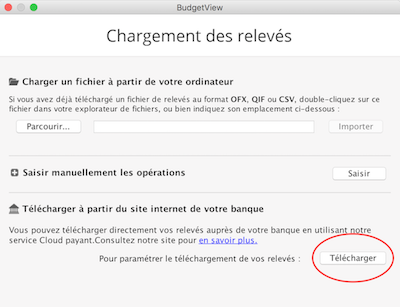 BudgetView
Chargement des relevés
Charger un fichier à partir de votre ordinateur
Si vous avez déjà téléchargé un fichier de relevés au format OFX, QIF ou CSV, double-cliquez sur ce
fichier dans votre explorateur de fichiers, ou bien indiquez son emplacement ci-dessous :
Parcourir... Importer
Saisir manuellement les opérations Saisir
Télécharger à partir du site internet de votre banque
Vous pouvez télécharger directement vos relevés auprès de votre banque en utilisant notre
service Cloud payant.Consultez notre site pour en savoir plus.
Pour paramétrer le téléchargement de vos relevés : Télécharger